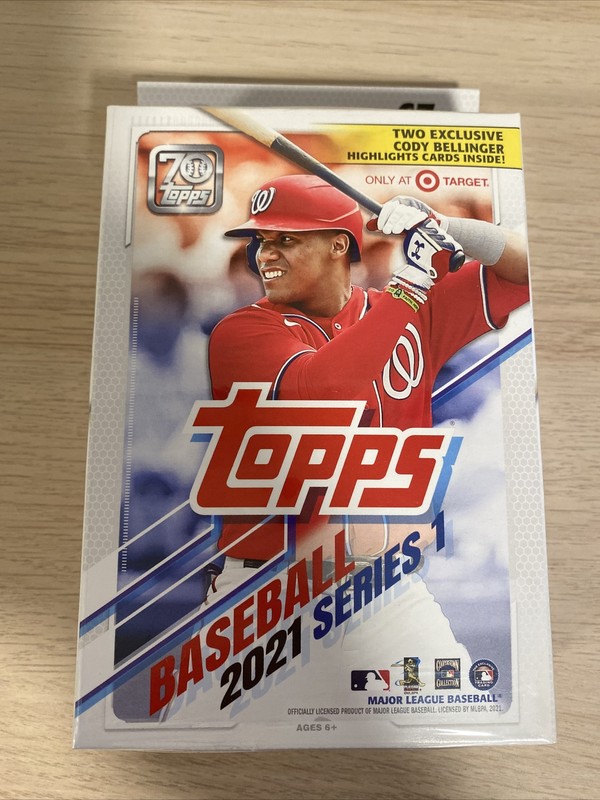 TWO EXCLUSIVE
CODY BELLINGER
HIGHLIGHTS CARDS INSIDE!
70
topps
ONLY AT TARGET.
W
W
topps
BASEBALL
2021 SERIES 1
MAJOR LEAGUE BASEBALL®
OFFICIALLY LICENSED PRODUCT OF MAJOR LEAGUE BASEBALL. LICENSED BY MLBPA, 2021
AGES 6+